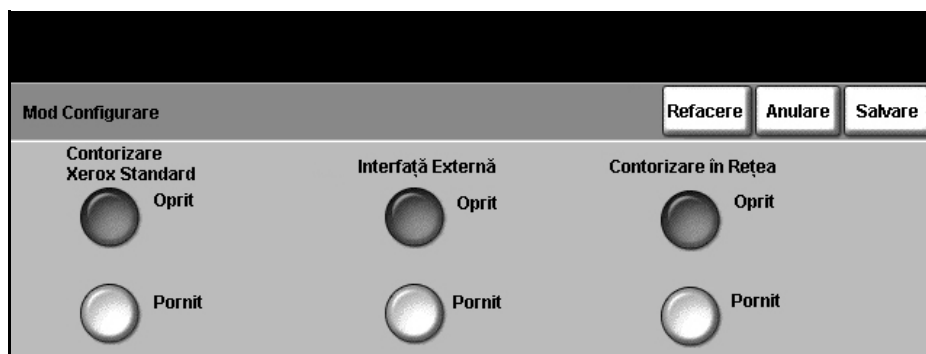 Mod Configurare
Refacere
Anulare
Salvare
Contorizare
Xerox Standard
Oprit
Pornit
Interfață Externă
Oprit
Pornit
Contorizare în Rețea
Oprit
Pornit